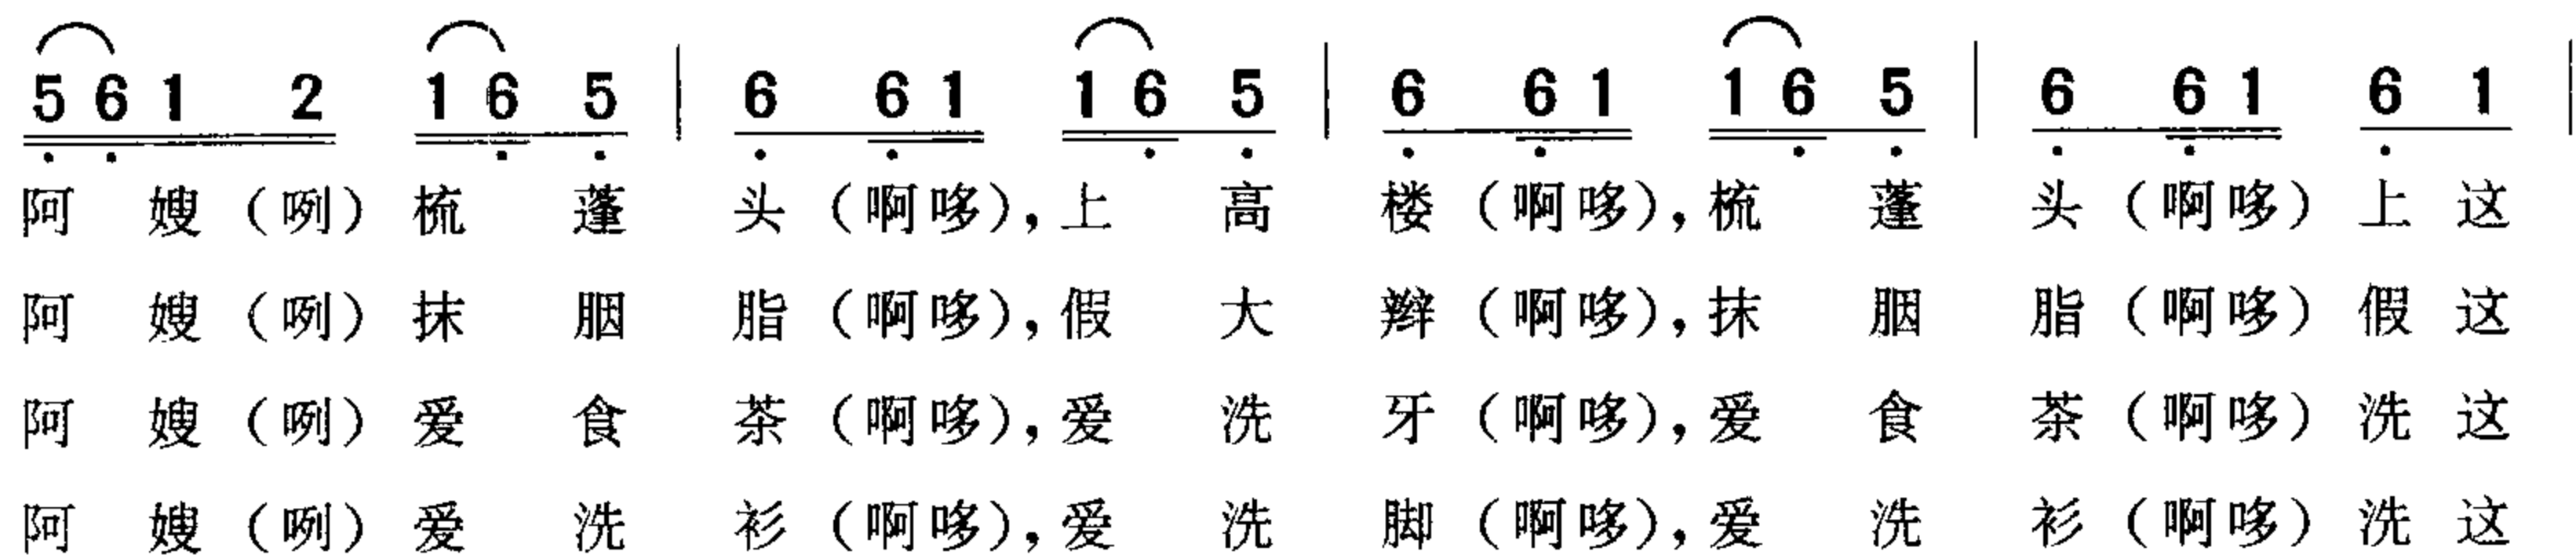 5 6 1 2 1 6 5 | 6 6 1 1 6 5 | 6 6 1 1 6 5 | 6 6 1 6 1 |
阿 嫂（咧）梳 蓬 头（啊哆），上 高 楼（啊哆），梳 蓬 头（啊哆）上 这
阿 嫂（咧）抹 胭 脂（啊哆），假 大 辫（啊哆），抹 胭 脂（啊哆）假 这
阿 嫂（咧）爱 食 茶（啊哆），爱 洗 牙（啊哆），爱 食 茶（啊哆）洗 这
阿 嫂（咧）爱 洗 衫（啊哆），爱 洗 脚（啊哆），爱 洗 衫（啊哆）洗 这